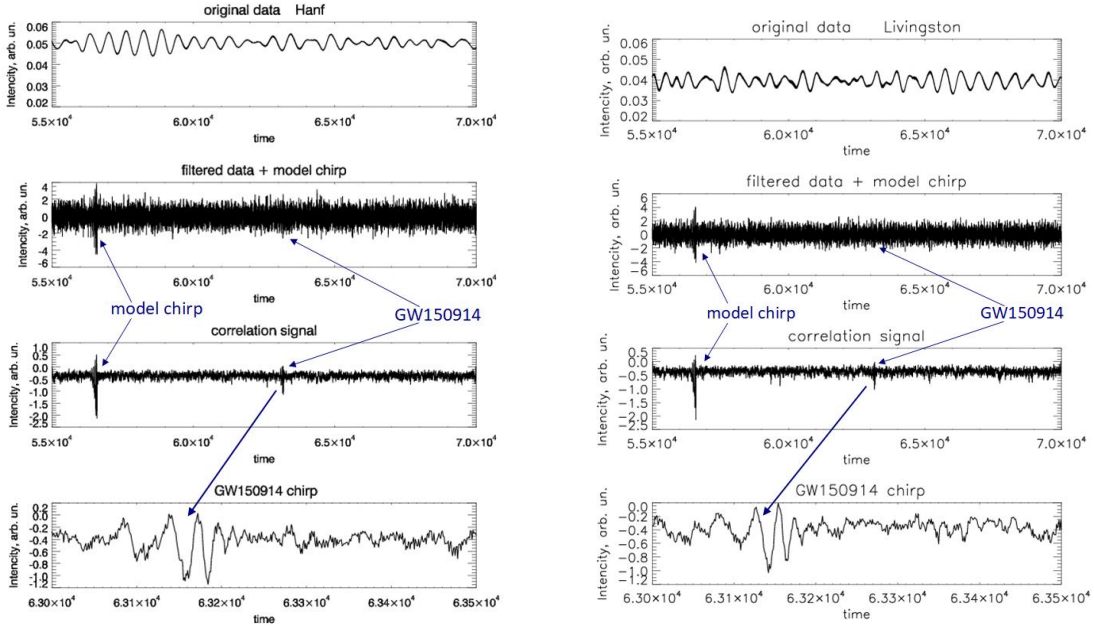 original data Hanf
Intencity, arb. un.
0.06
0.05
0.04
0.03
0.02
5.5×10⁴ 6.0×10⁴ 6.5×10⁴ 7.0×10⁴
time
filtered data + model chirp
Intencity, arb. un.
4
2
0
-2
-4
-6
5.5×10⁴ 6.0×10⁴ 6.5×10⁴ 7.0×10⁴
time
model chirp
GW150914
correlation signal
Intencity, arb. un.
1.0
0.5
0.0
-0.5
-1.0
-1.5
-2.0
-2.5
5.5×10⁴ 6.0×10⁴ 6.5×10⁴ 7.0×10⁴
time
GW150914 chirp
Intencity, arb. un.
0.2
0.0
-0.2
-0.4
-0.6
-0.8
-1.0
-1.2
6.30×10⁴ 6.31×10⁴ 6.32×10⁴ 6.33×10⁴ 6.34×10⁴ 6.35×10⁴
time
original data Livingston
Intencity, arb. un.
0.06
0.05
0.04
0.03
0.02
5.5×10⁴ 6.0×10⁴ 6.5×10⁴ 7.0×10⁴
time
filtered data + model chirp
Intencity, arb. un.
6
4
2
0
−2
−4
−6
5.5×10⁴ 6.0×10⁴ 6.5×10⁴ 7.0×10⁴
time
model chirp
GW150914
correlation signal
Intencity, arb. un.
0.5
0.0
−0.5
−1.0
−1.5
−2.0
−2.5
5.5×10⁴ 6.0×10⁴ 6.5×10⁴ 7.0×10⁴
time
GW150914 chirp
Intencity, arb. un.
0.0
−0.2
−0.4
−0.6
−0.8
−1.0
−1.2
6.30×10⁴ 6.31×10⁴ 6.32×10⁴ 6.33×10⁴ 6.34×10⁴ 6.35×10⁴
time